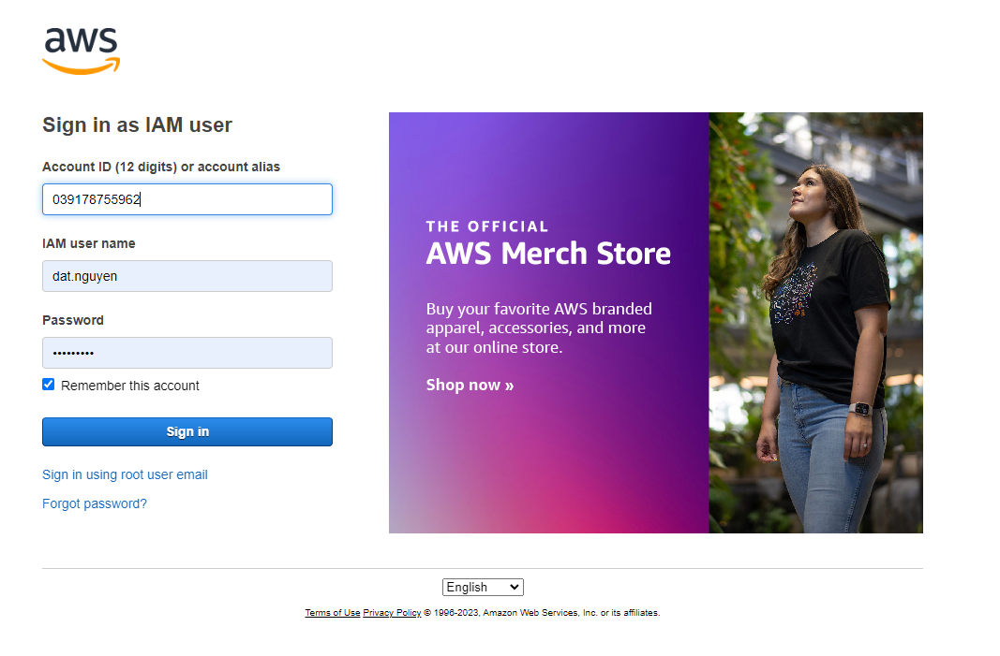 aws
Sign in as IAM user
Account ID (12 digits) or account alias
039178755962
IAM user name
dat.nguyen
Password
•••••••••
Remember this account
Sign in
Sign in using root user email
Forgot password?
THE OFFICIAL
AWS Merch Store
Buy your favorite AWS branded
apparel, accessories, and more
at our online store.
Shop now »
English
Terms of Use Privacy Policy © 1996-2023, Amazon Web Services, Inc. or its affiliates.